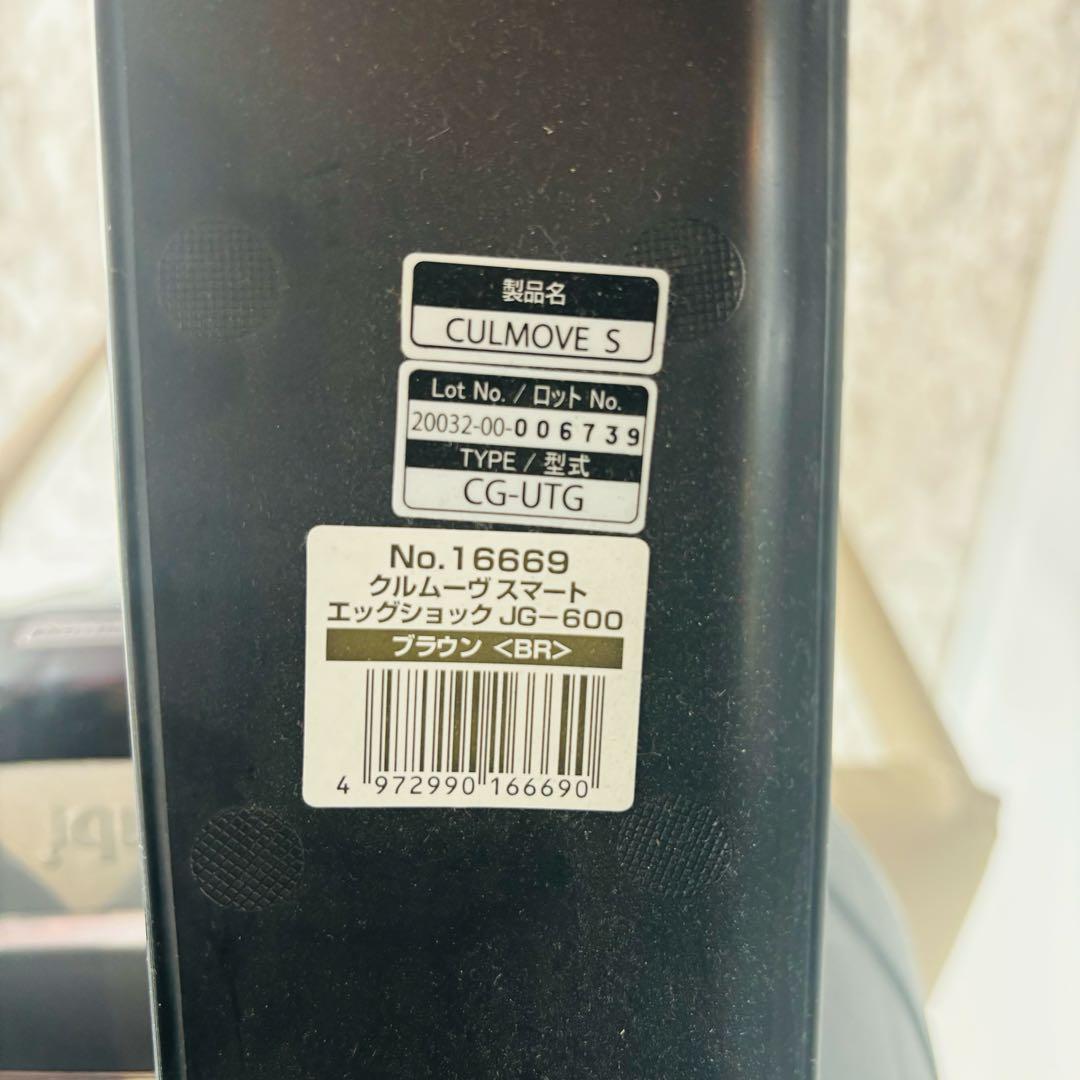 製品名
CULMOVE S
Lot No. / ロット No.
20032-00-006739
TYPE / 型式
CG-UTG
No.16669
クルムーヴ スマート
エッグショック JG-600
ブラウン <BR>
4 972990 166690